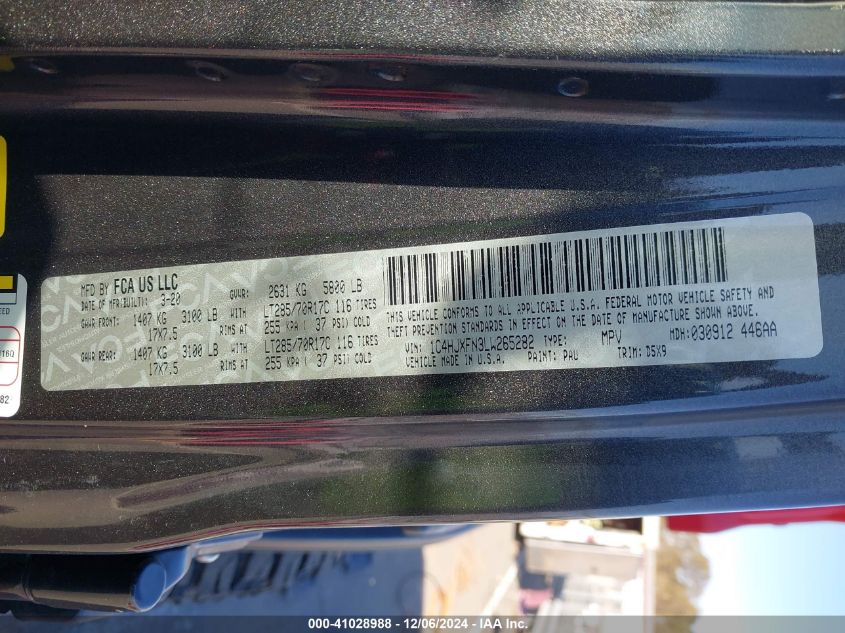 MFD BY FCA US LLC
DATE OF MFR(BUILT): 3-20 GVWR: 2631 KG 5800 LB
GAWR FRONT: 1407 KG 3100 LB WITH LT285/70R17C 116 TIRES
17X7.5 RIMS AT 255 KPA ( 37 PSI) COLD
GAWR REAR: 1407 KG 3100 LB WITH LT285/70R17C 116 TIRES
17X7.5 RIMS AT 255 KPA ( 37 PSI) COLD
THIS VEHICLE CONFORMS TO ALL APPLICABLE U.S.A. FEDERAL MOTOR VEHICLE SAFETY AND
THEFT PREVENTION STANDARDS IN EFFECT ON THE DATE OF MANUFACTURE SHOWN ABOVE.
VIN: 1C4HJXFN3LW265282 TYPE: MPV MDH: 030912 446AA
VEHICLE MADE IN U.S.A. PAINT: PAU TRIM: D5X9
82
000-41028988 - 12/06/2024 - IAA Inc.